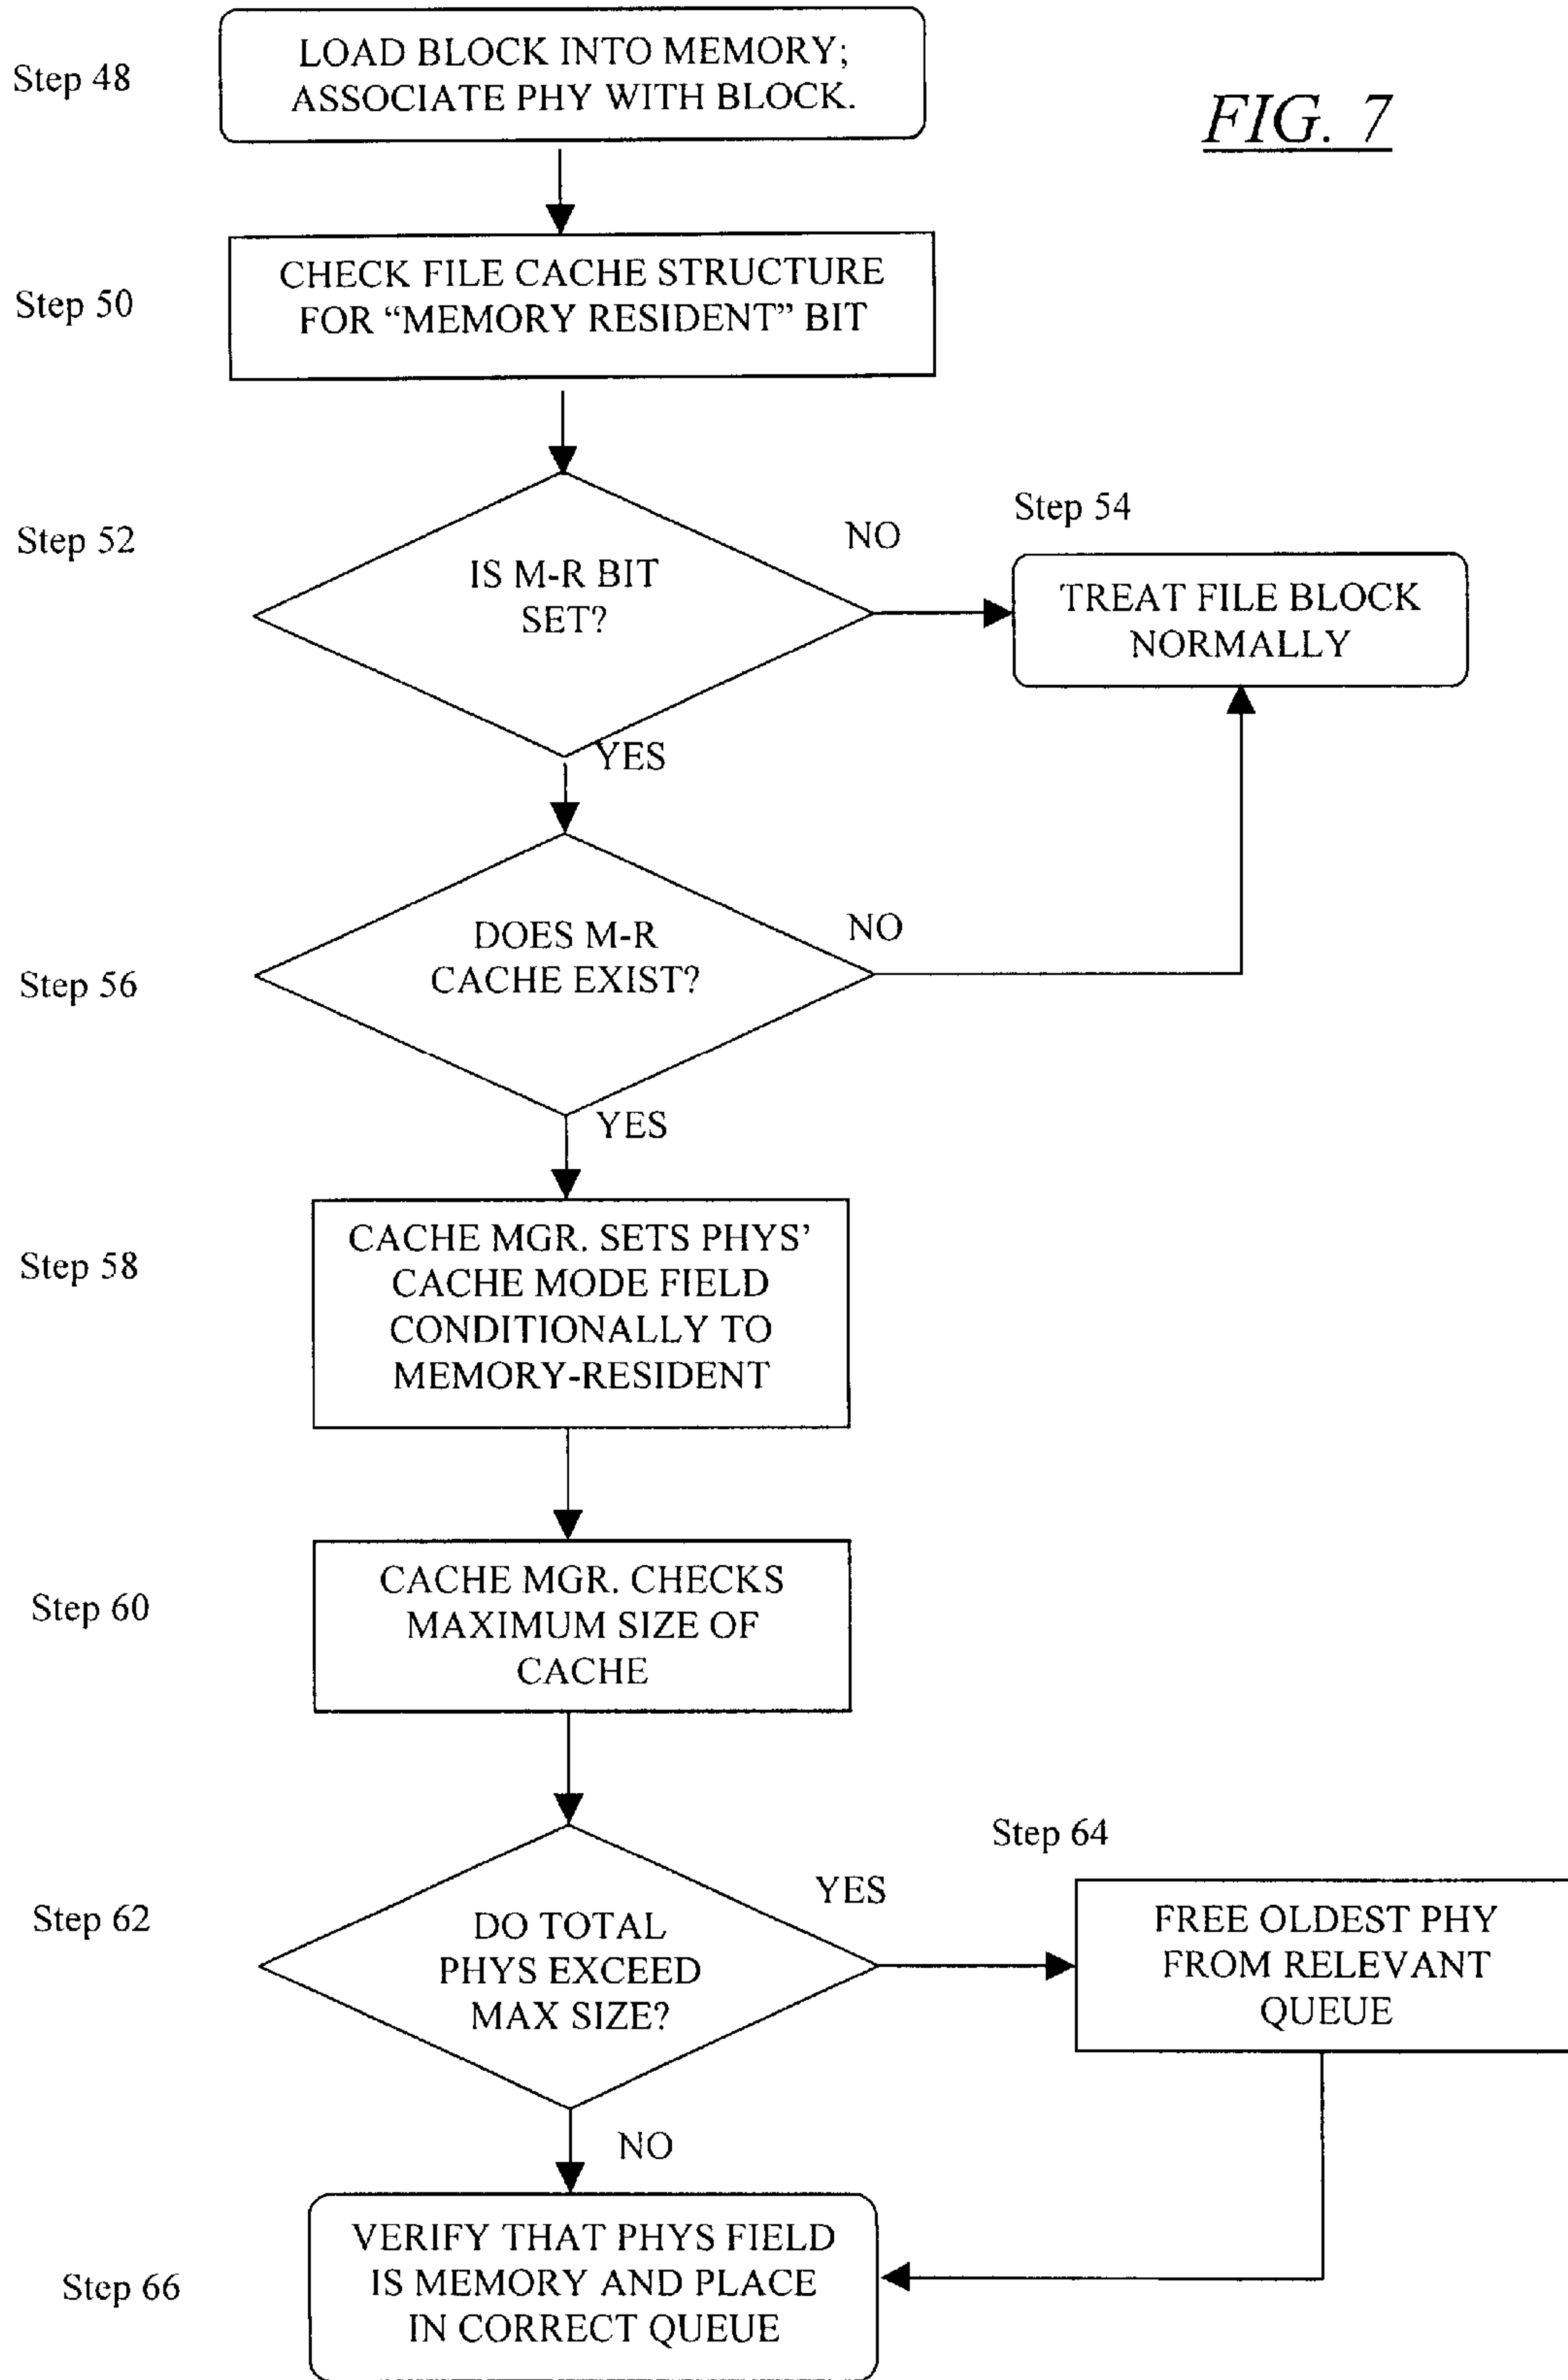 Step 48
LOAD BLOCK INTO MEMORY;
ASSOCIATE PHY WITH BLOCK.
FIG. 7
Step 50
CHECK FILE CACHE STRUCTURE
FOR “MEMORY RESIDENT” BIT
Step 52
IS M-R BIT
SET?
NO
Step 54
TREAT FILE BLOCK
NORMALLY
YES
Step 56
DOES M-R
CACHE EXIST?
NO
YES
Step 58
CACHE MGR. SETS PHYS’
CACHE MODE FIELD
CONDITIONALLY TO
MEMORY-RESIDENT
Step 60
CACHE MGR. CHECKS
MAXIMUM SIZE OF
CACHE
Step 62
DO TOTAL
PHYS EXCEED
MAX SIZE?
YES
Step 64
FREE OLDEST PHY
FROM RELEVANT
QUEUE
NO
Step 66
VERIFY THAT PHYS FIELD
IS MEMORY AND PLACE
IN CORRECT QUEUE